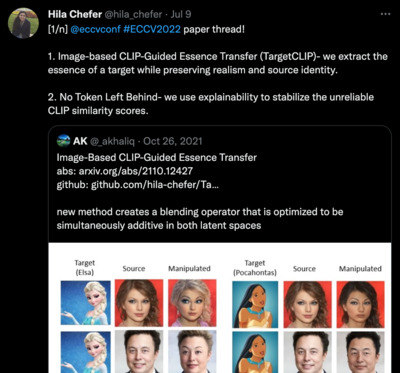 Hila Chefer @hila_chefer · Jul 9
[1/n] @eccvconf #ECCV2022 paper thread!
1. Image-based CLIP-Guided Essence Transfer (TargetCLIP)- we extract the
essence of a target while preserving realism and source identity.
2. No Token Left Behind- we use explainability to stabilize the unreliable
CLIP similarity scores.
AK @_akhaliq · Oct 26, 2021
Image-Based CLIP-Guided Essence Transfer
abs: arxiv.org/abs/2110.12427
github: github.com/hila-chefer/Ta…
new method creates a blending operator that is optimized to be
simultaneously additive in both latent spaces
Target
(Elsa)
Source
Manipulated
Target
(Pocahontas)
Source
Manipulated